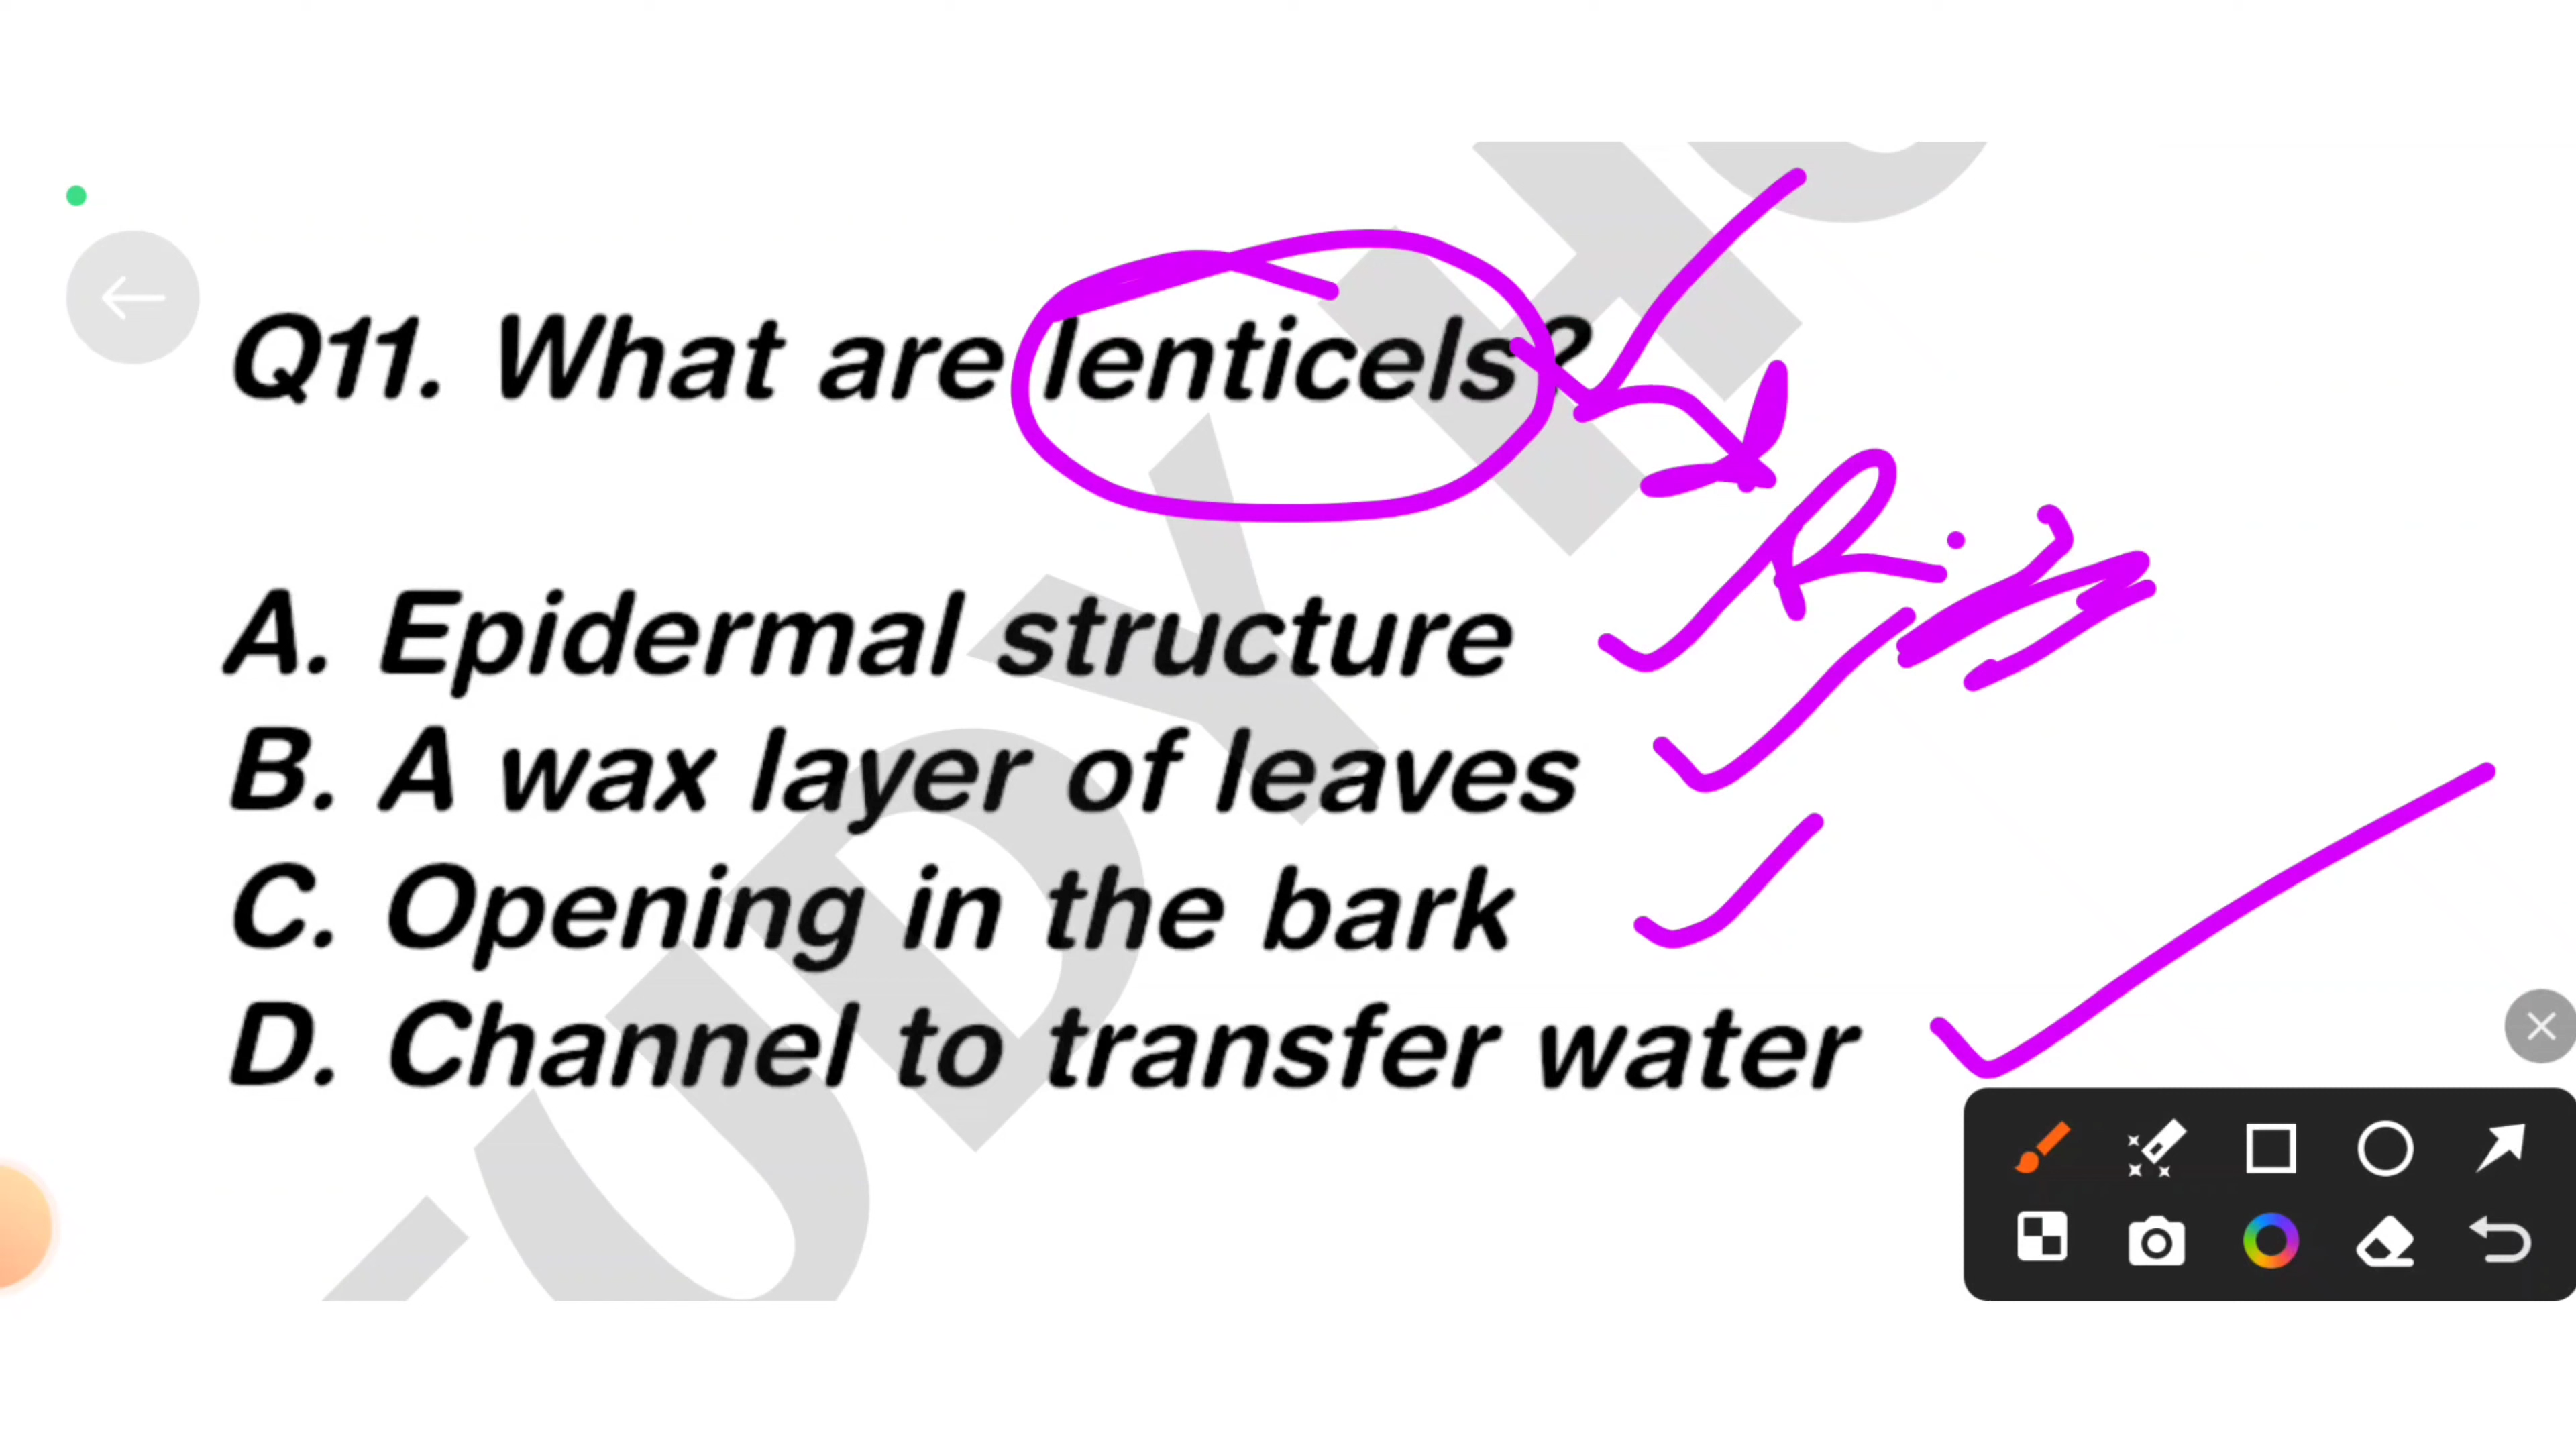 Q11. What are lenticels?
A. Epidermal structure
B. A wax layer of leaves
C. Opening in the bark
D. Channel to transfer water